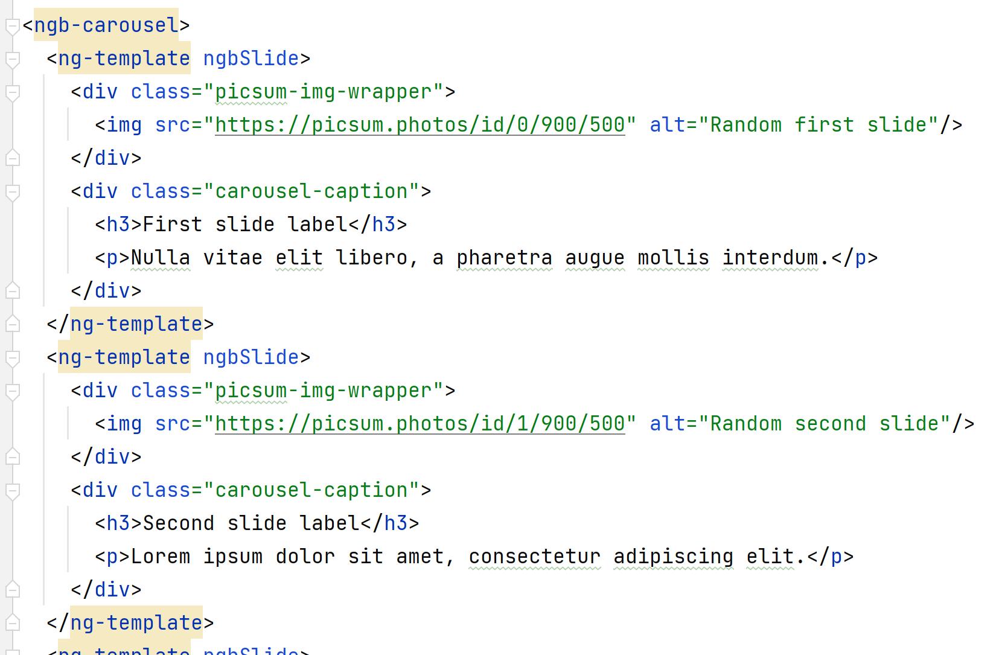 <ngb-carousel>
<ng-template ngbSlide>
<div class="picsum-img-wrapper">
<img src="https://picsum.photos/id/0/900/500" alt="Random first slide"/>
</div>
<div class="carousel-caption">
<h3>First slide label</h3>
<p>Nulla vitae elit libero, a pharetra augue mollis interdum.</p>
</div>
</ng-template>
<ng-template ngbSlide>
<div class="picsum-img-wrapper">
<img src="https://picsum.photos/id/1/900/500" alt="Random second slide"/>
</div>
<div class="carousel-caption">
<h3>Second slide label</h3>
<p>Lorem ipsum dolor sit amet, consectetur adipiscing elit.</p>
</div>
</ng-template>
<ng-template ngbSlide>